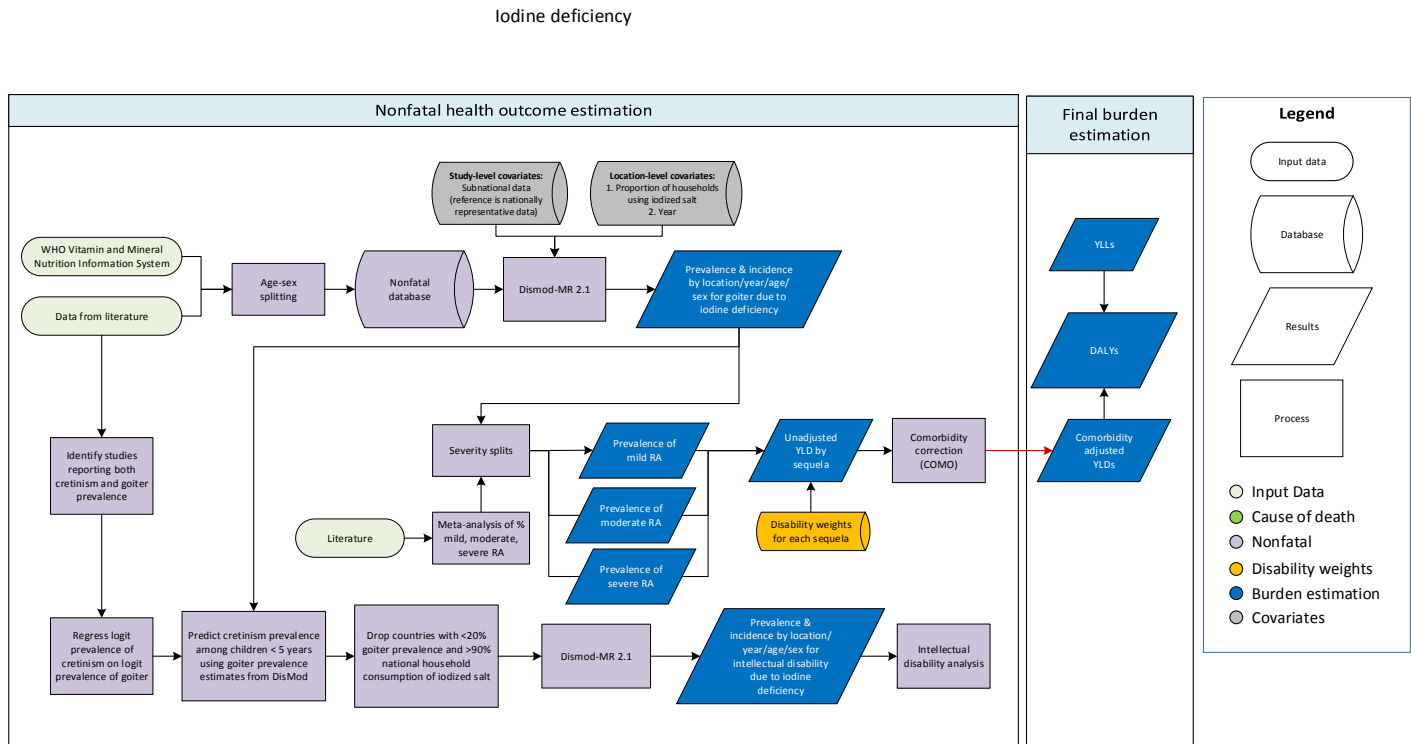 Iodine deficiency
Nonfatal health outcome estimation
Final burden
estimation
Legend
Study-level covariates:
Subnational data
(reference is nationally
representative data)
Location-level covariates:
1. Proportion of households
using iodized salt
2. Year
WHO Vitamin and Mineral
Nutrition Information System
Data from literature
Age-sex
splitting
Nonfatal
database
Dismod-MR 2.1
Prevalence & incidence
by location/year/age/
sex for goiter due to
iodine deficiency
YLLs
DALYs
Identify studies
reporting both
cretinism and goiter
prevalence
Severity splits
Prevalence of
mild RA
Prevalence of
moderate RA
Prevalence of
severe RA
Unadjusted
YLD by
sequela
Comorbidity
correction
(COMO)
Comorbidity
adjusted
YLDs
Literature
Meta-analysis of %
mild, moderate,
severe RA
Disability weights
for each sequela
Regress logit
prevalence of
cretinism on logit
prevalence of goiter
Predict cretinism prevalence
among children < 5 years
using goiter prevalence
estimates from DisMod
Drop countries with <20%
goiter prevalence and >90%
national household
consumption of iodized salt
Dismod-MR 2.1
Prevalence &
incidence by location/
year/age/sex for
intellectual disability
due to iodine
deficiency
Intellectual
disability analysis
Input data
Database
Results
Process
Input Data
Cause of death
Nonfatal
Disability weights
Burden estimation
Covariates